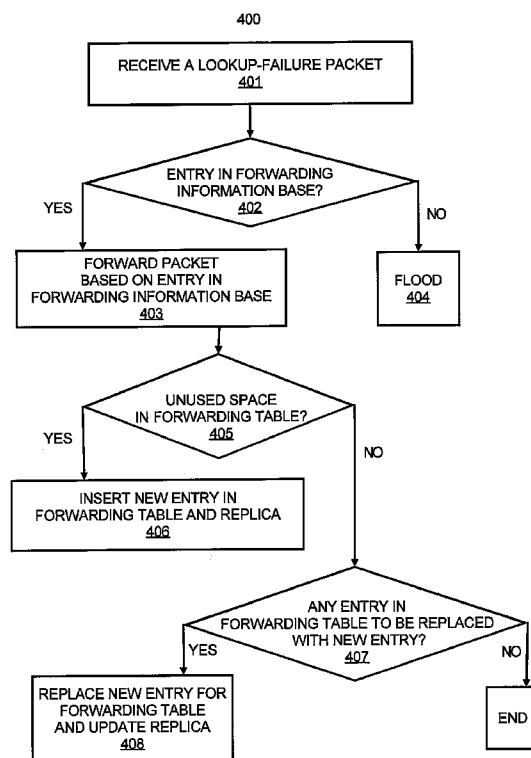 400
RECEIVE A LOOKUP-FAILURE PACKET
401
ENTRY IN FORWARDING
INFORMATION BASE?
402
YES
NO
FORWARD PACKET
BASED ON ENTRY IN
FORWARDING INFORMATION BASE
403
FLOOD
404
UNUSED SPACE
IN FORWARDING TABLE?
405
YES
NO
INSERT NEW ENTRY IN
FORWARDING TABLE AND REPLICA
406
ANY ENTRY IN
FORWARDING TABLE TO BE REPLACED
WITH NEW ENTRY?
407
YES
NO
REPLACE NEW ENTRY FOR
FORWARDING TABLE
AND UPDATE REPLICA
408
END